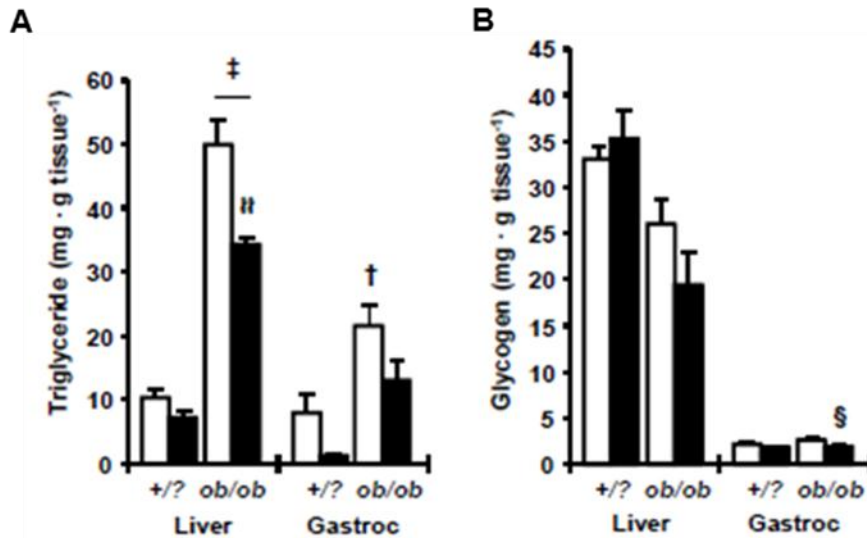 A
Triglyceride (mg · g tissue⁻¹)
60
50
40
30
20
10
0
‡
≀≀
†
+/? ob/ob +/? ob/ob
Liver Gastroc
B
Glycogen (mg · g tissue⁻¹)
45
40
35
30
25
20
15
10
5
0
§
+/? ob/ob +/? ob/ob
Liver Gastroc